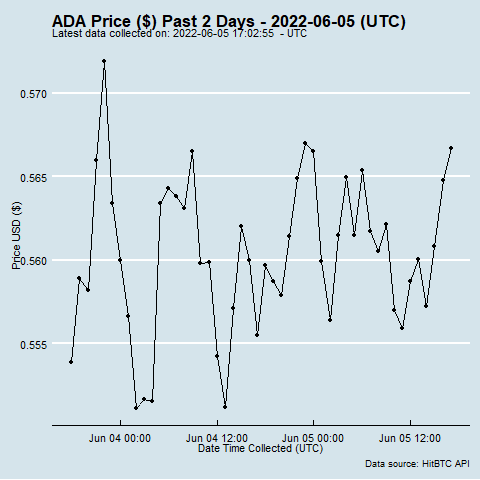 ADA Price ($) Past 2 Days - 2022-06-05 (UTC)
Latest data collected on: 2022-06-05 17:02:55 - UTC
0.570
0.565
0.560
0.555
Price USD ($)
Jun 04 00:00
Jun 04 12:00
Jun 05 00:00
Jun 05 12:00
Date Time Collected (UTC)
Data source: HitBTC API